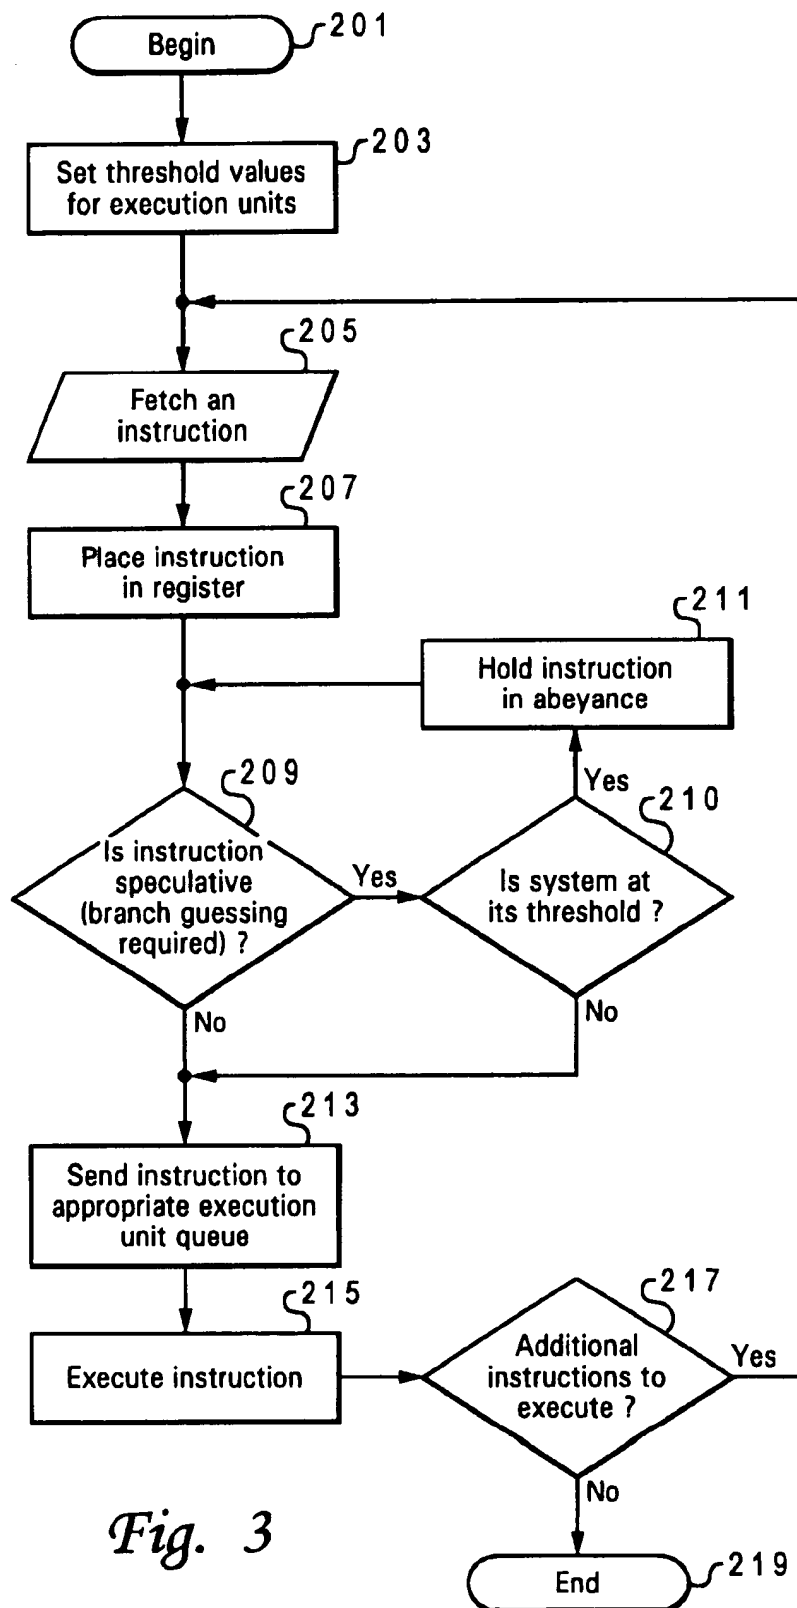 Begin
201
Set threshold values
for execution units
203
205
Fetch an
instruction
207
Place instruction
in register
211
Hold instruction
in abeyance
209
Is instruction
speculative
(branch guessing
required) ?
Yes
Yes
210
Is system at
its threshold ?
No
No
213
Send instruction to
appropriate execution
unit queue
215
Execute instruction
217
Additional
instructions to
execute ?
Yes
No
Fig. 3
End
219